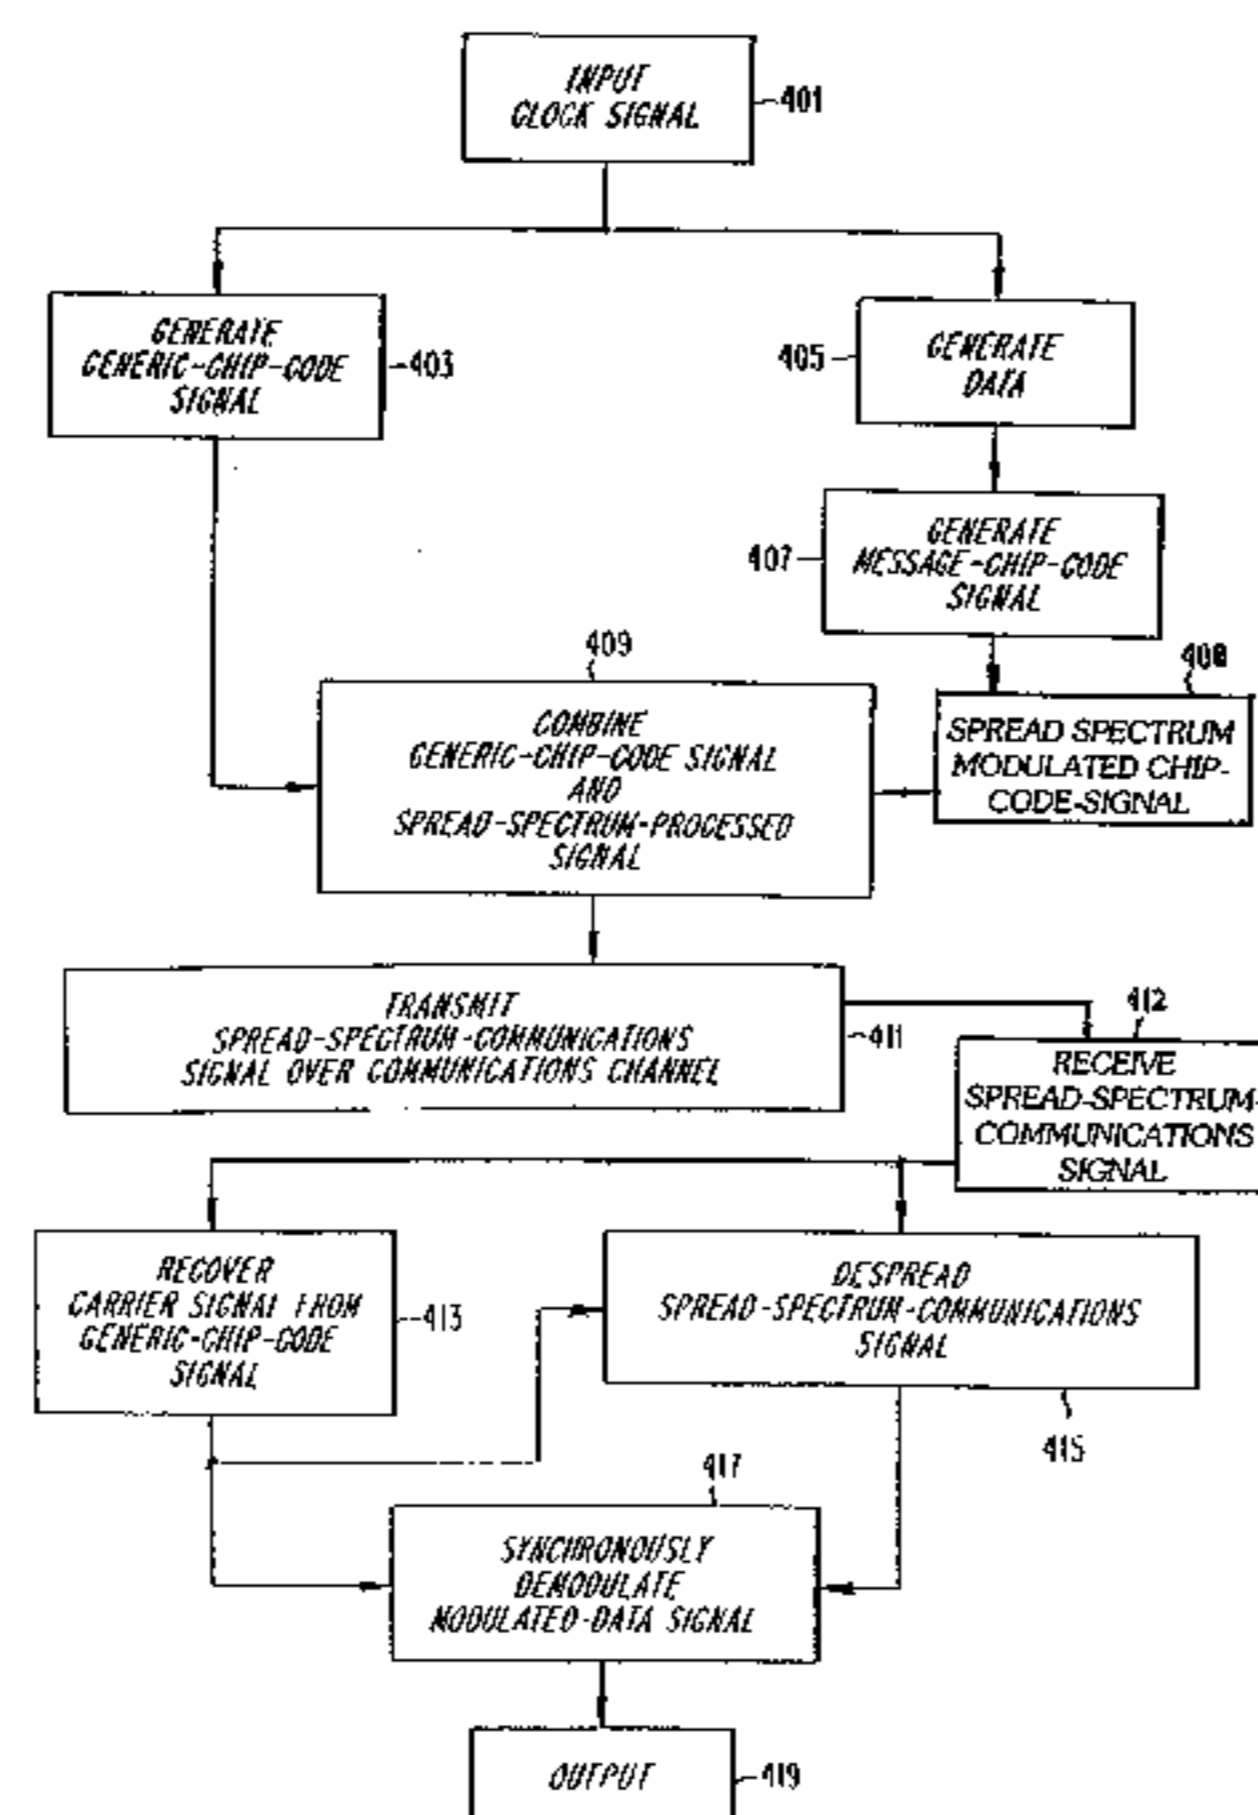 INPUT
CLOCK SIGNAL
401
GENERATE
GENERIC-CHIP-CODE
SIGNAL
403
405
GENERATE
DATA
407
GENERATE
MESSAGE-CHIP-CODE
SIGNAL
409
408
COMBINE
GENERIC-CHIP-CODE SIGNAL
AND
SPREAD-SPECTRUM-PROCESSED
SIGNAL
SPREAD SPECTRUM
MODULATED CHIP-
CODE-SIGNAL
TRANSMIT
SPREAD-SPECTRUM-COMMUNICATIONS
SIGNAL OVER COMMUNICATIONS CHANNEL
411
412
RECEIVE
SPREAD-SPECTRUM-
COMMUNICATIONS
SIGNAL
RECOVER
CARRIER SIGNAL FROM
GENERIC-CHIP-CODE
SIGNAL
413
DESPREAD
SPREAD-SPECTRUM-COMMUNICATIONS
SIGNAL
415
417
SYNCHRONOUSLY
DEMODULATE
MODULATED-DATA SIGNAL
OUTPUT
419